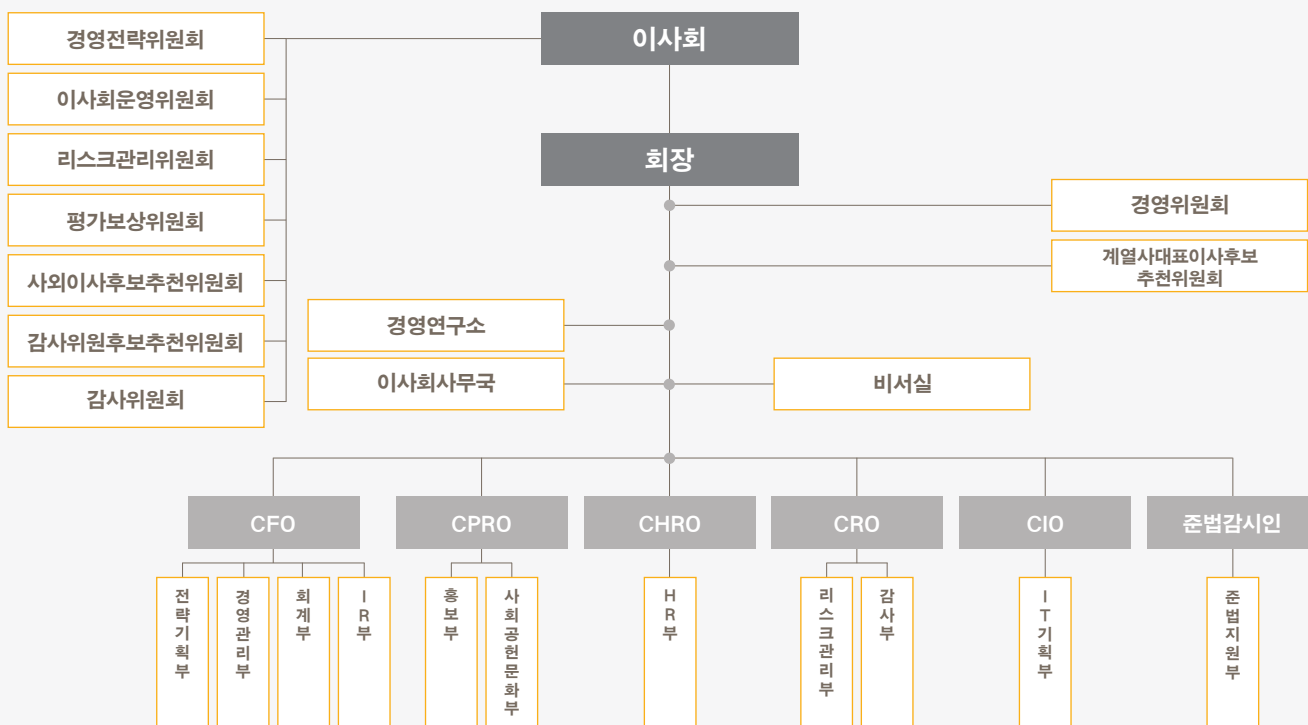 경영전략위원회
이사회운영위원회
리스크관리위원회
평가보상위원회
사외이사후보추천위원회
감사위원후보추천위원회
감사위원회
이사회
회장
경영위원회
계열사대표이사후보
추천위원회
경영연구소
이사회사무국
비서실
CFO
CPRO
CHRO
CRO
CIO
준법감시인
전략기획부
경영관리부
회계부
IR부
홍보부
사회공헌문화부
HR부
리스크관리부
감사부
IT기획부
준법지원부